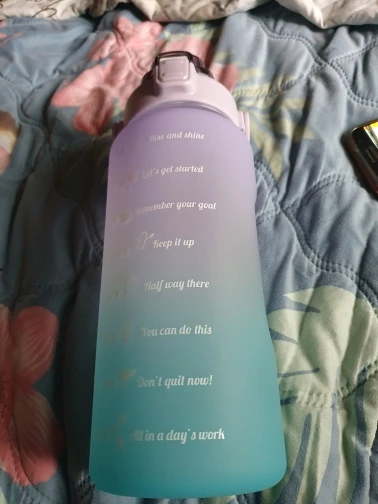 Rise and shine
Let's get started
Remember your goal
Keep it up
Half way there
You can do this
Don't quit now!
All in a day's work